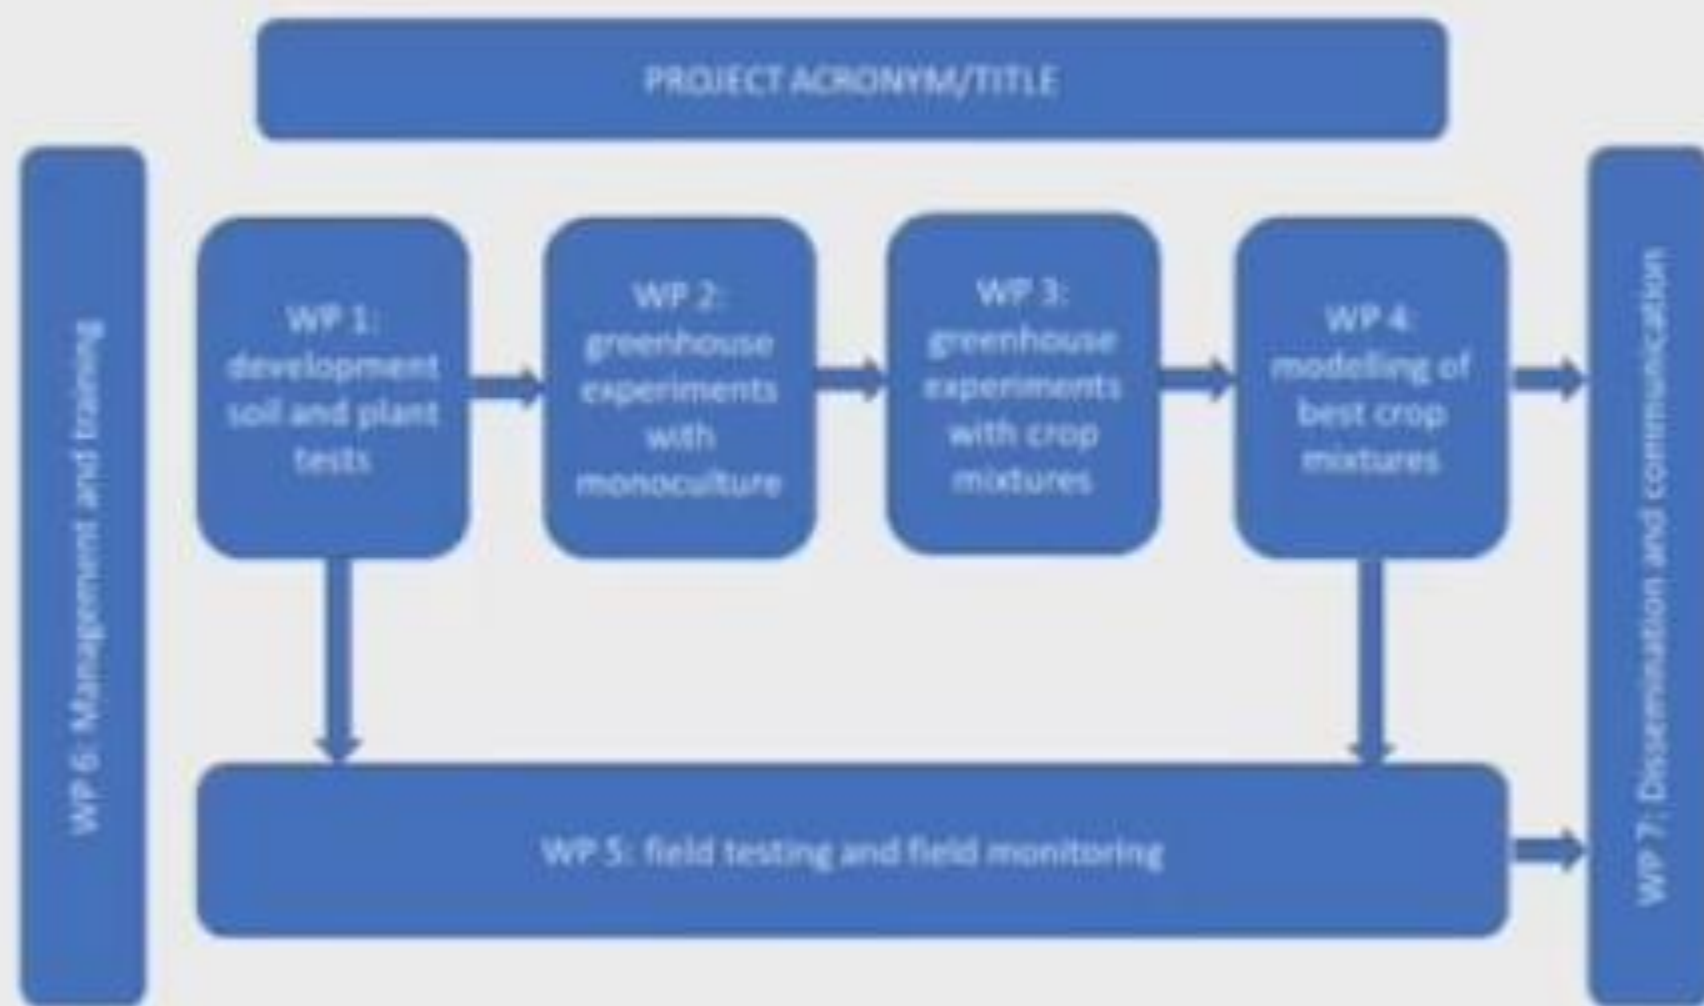 PROJECT ACRONYM/TITLE
WP 6: Management and training
WP 1:
development
soil and plant
tests
WP 2:
greenhouse
experiments
with
monoculture
WP 3:
greenhouse
experiments
with crop
mixtures
WP 4:
modelling of
best crop
mixtures
WP 5: field testing and field monitoring
WP 7: Dissemination and communication